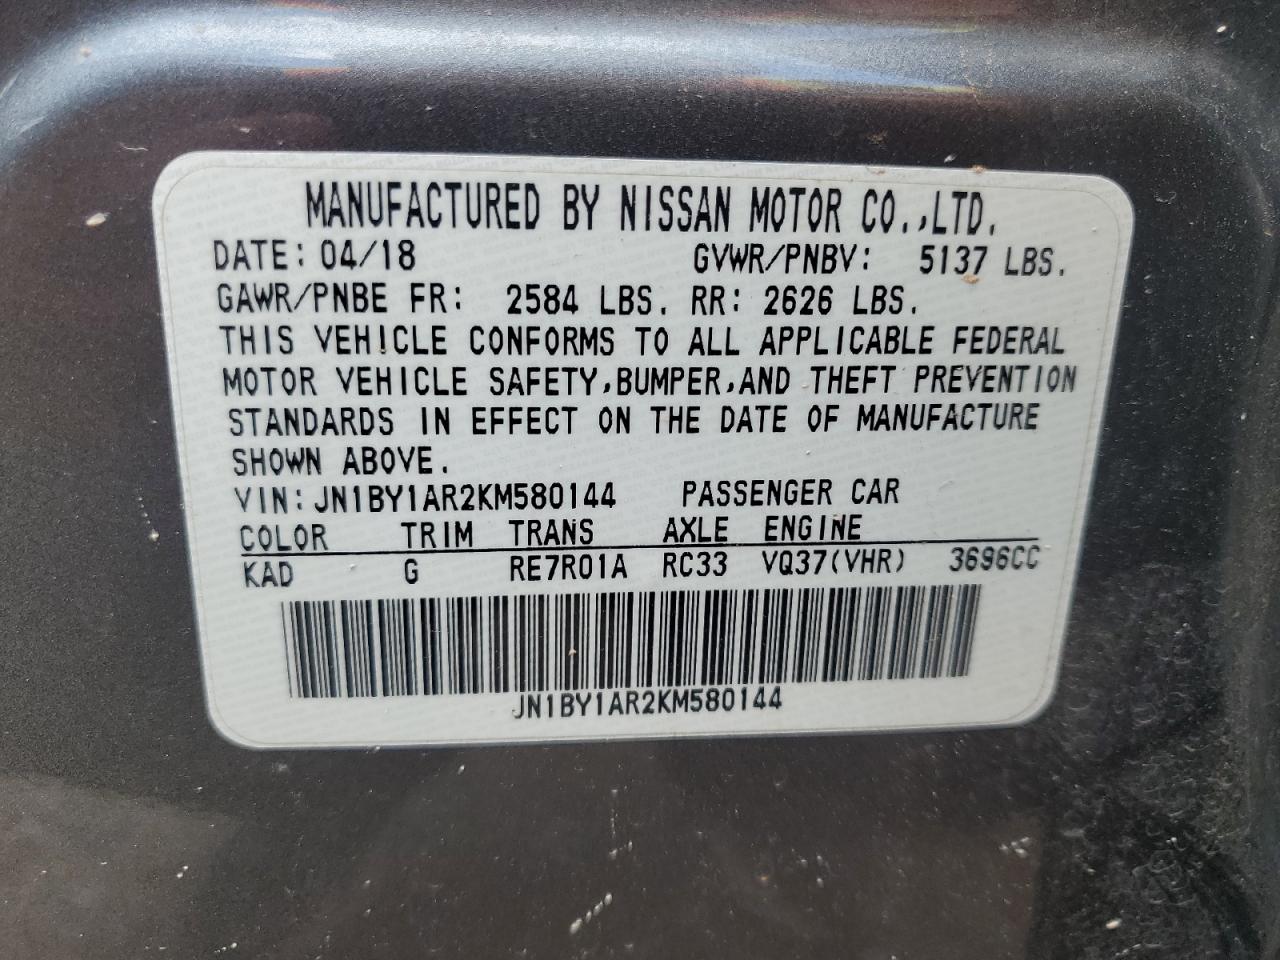 MANUFACTURED BY NISSAN MOTOR CO.,LTD.
DATE: 04/18 GVWR/PNBV: 5137 LBS.
GAWR/PNBE FR: 2584 LBS. RR: 2626 LBS.
THIS VEHICLE CONFORMS TO ALL APPLICABLE FEDERAL
MOTOR VEHICLE SAFETY,BUMPER,AND THEFT PREVENTION
STANDARDS IN EFFECT ON THE DATE OF MANUFACTURE
SHOWN ABOVE.
VIN: JN1BY1AR2KM580144 PASSENGER CAR
COLOR TRIM TRANS AXLE ENGINE
KAD G RE7R01A RC33 VQ37(VHR) 3696CC
JN1BY1AR2KM580144